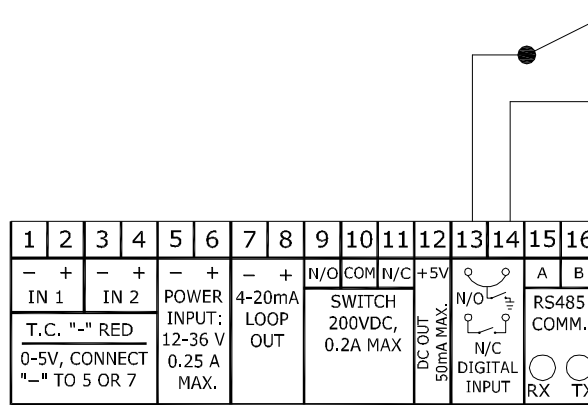 1 2 3 4 5 6 7 8 9 10 11 12 13 14 15 16
− + − + − + − + N/O COM N/C +5V A B
IN 1 IN 2
T.C. "-" RED
0-5V, CONNECT
"−" TO 5 OR 7
POWER
INPUT:
12-36 V
0.25 A
MAX.
4-20mA
LOOP
OUT
SWITCH
200VDC,
0.2A MAX
DC OUT
50mA MAX.
N/O
N/C
DIGITAL
INPUT
RS485
COMM.
RX TX